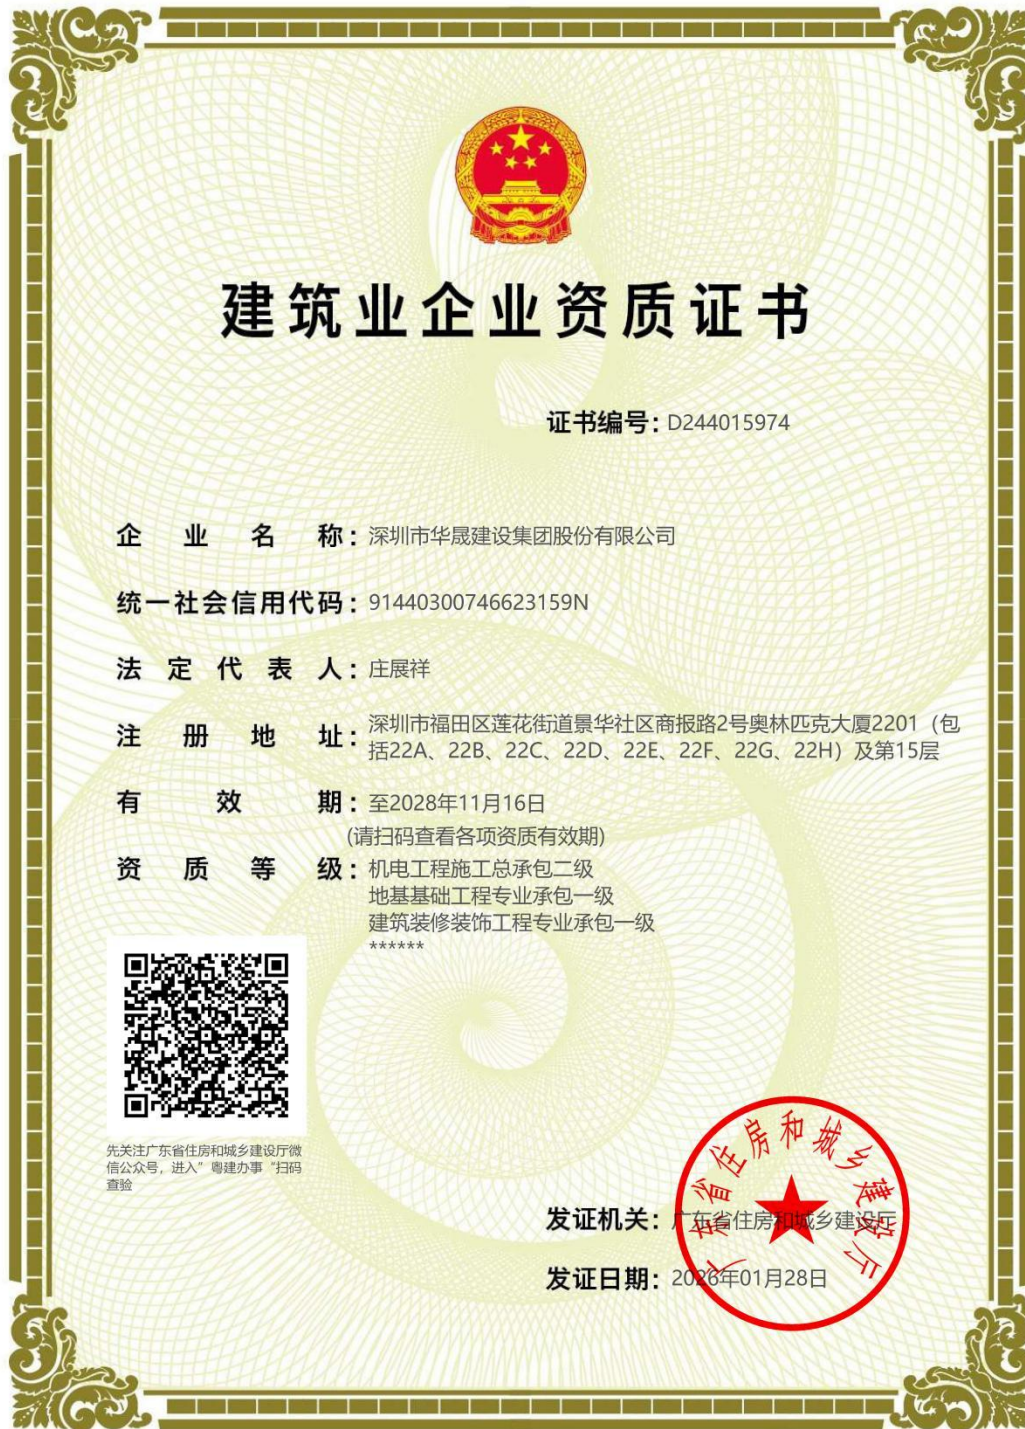 建筑业企业资质证书
证书编号：D244015974
企业名称：深圳市华晟建设集团股份有限公司
统一社会信用代码：91440300746623159N
法定代表人：庄展祥
注册地址：深圳市福田区莲花街道景华社区商报路2号奥林匹克大厦2201（包
括22A、22B、22C、22D、22E、22F、22G、22H）及第15层
有效期：至2028年11月16日
(请扫码查看各项资质有效期)
资质等级：机电工程施工总承包二级
地基基础工程专业承包一级
建筑装修装饰工程专业承包一级
******
先关注广东省住房和城乡建设厅微
信公众号，进入”粤建办事“扫码
查验
广东省住房和城乡建设厅
发证机关：广东省住房和城乡建设厅
发证日期：2026年01月28日